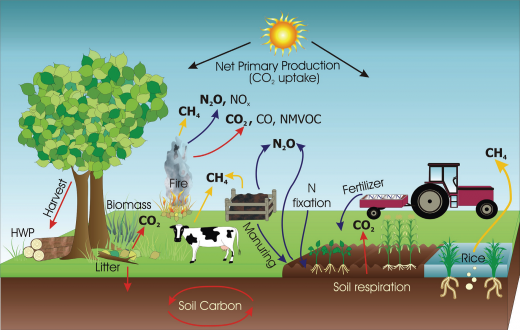 Net Primary Production
(CO₂ uptake)
N₂O, NOₓ
CH₄
CO₂, CO, NMVOC
N₂O
CH₄
CH₄
Fire
Harvest
Biomass
N
fixation
Fertilizer
CO₂
CO₂
HWP
Manuring
Rice
Litter
Soil respiration
Soil Carbon